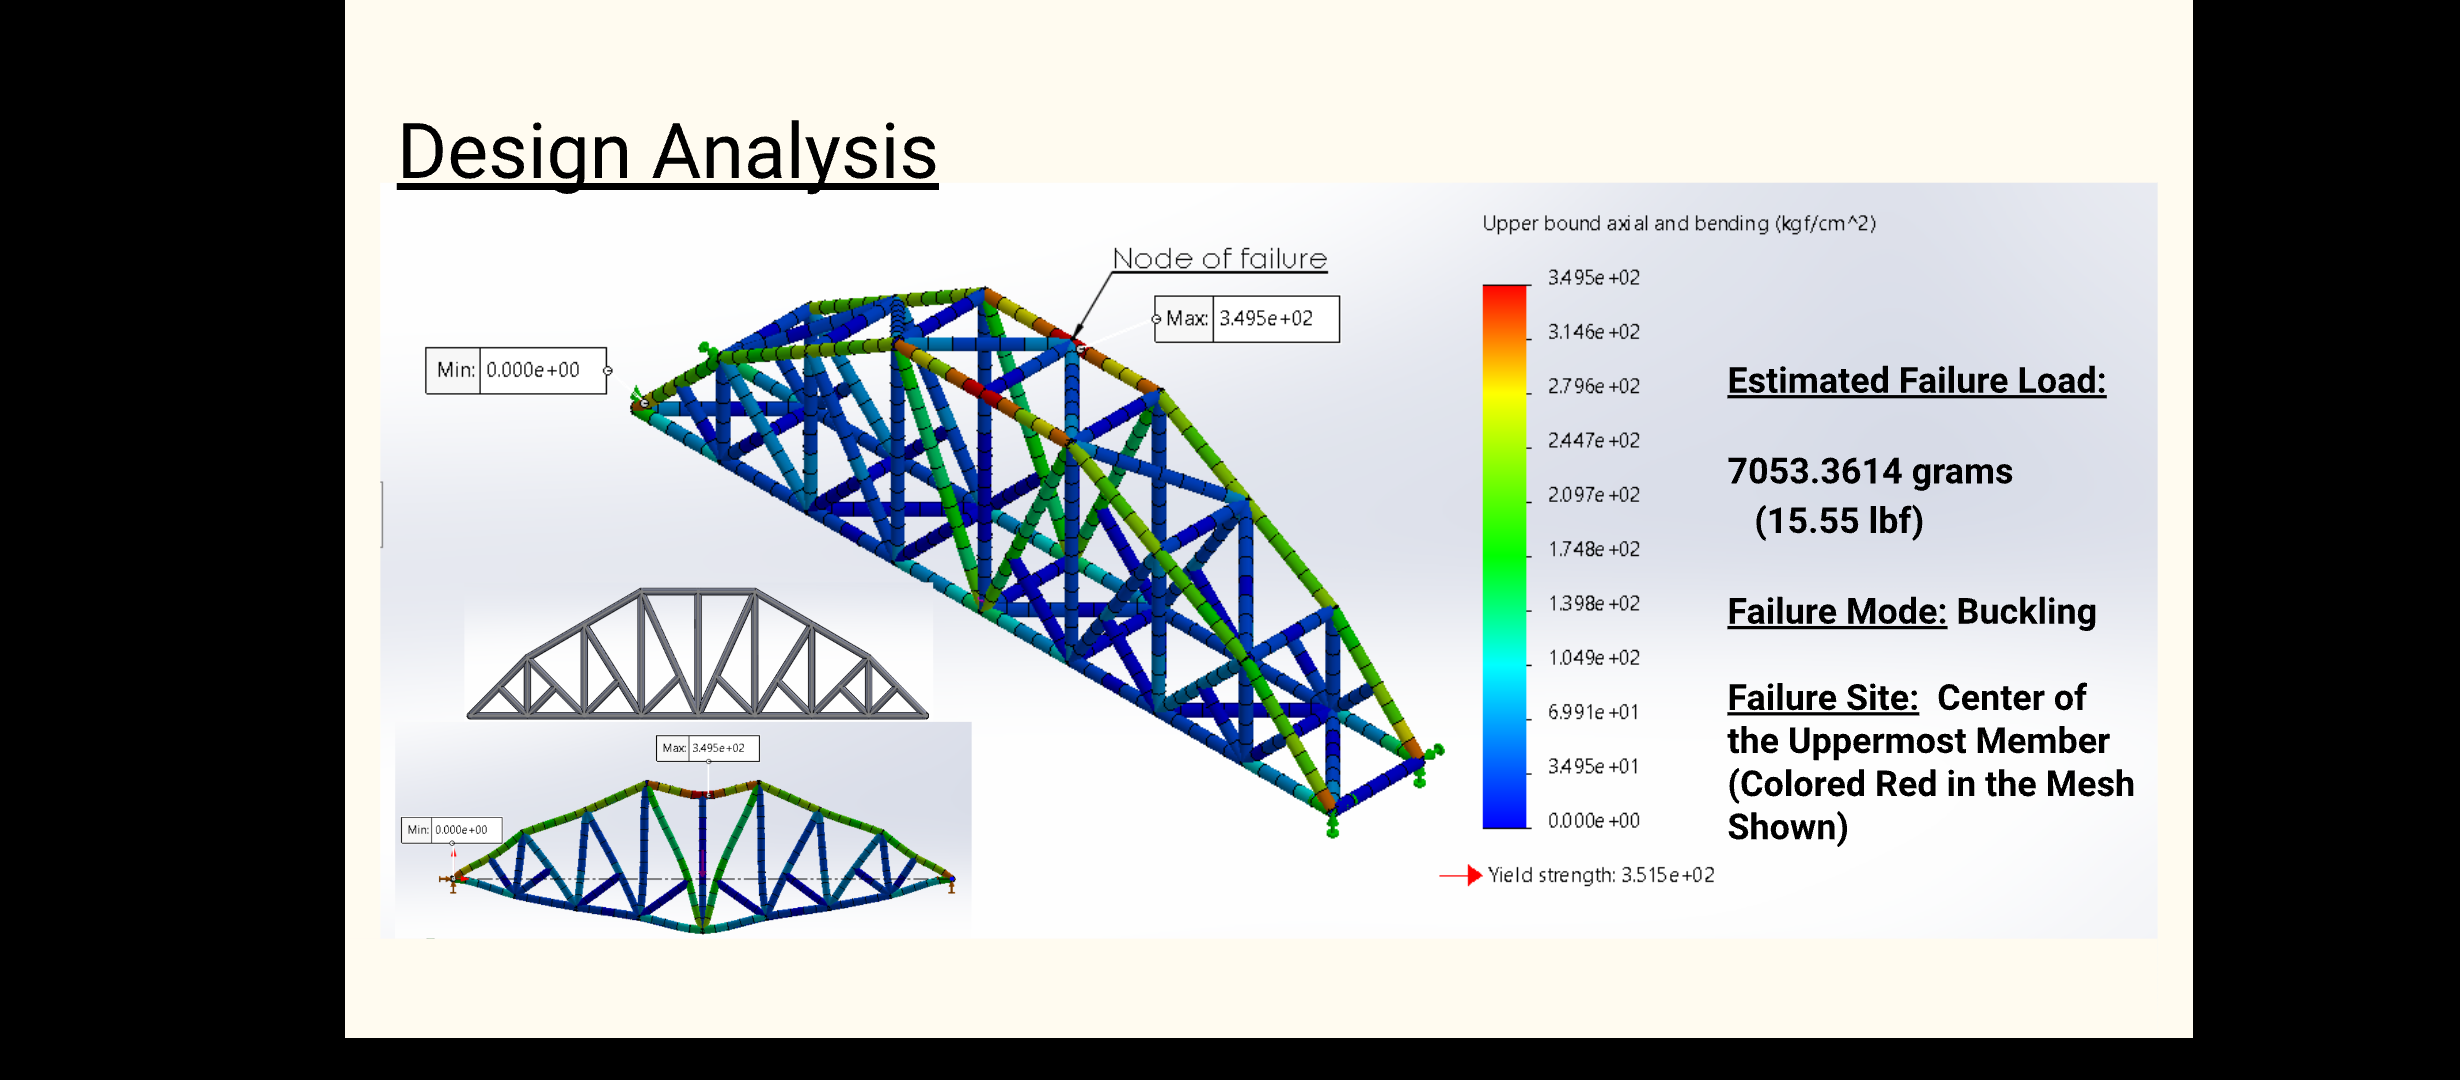 Design Analysis
Upper bound axial and bending (kgf/cm^2)
Node of failure
Max: 3.495e+02
Min: 0.000e+00
3.495e+02
3.146e+02
2.796e+02
2.447e+02
2.097e+02
1.748e+02
1.398e+02
1.049e+02
6.991e+01
3.495e+01
0.000e+00
Yield strength: 3.515e+02
Max: 3.495e+02
Min: 0.000e+00
Estimated Failure Load:
7053.3614 grams
(15.55 lbf)
Failure Mode: Buckling
Failure Site: Center of
the Uppermost Member
(Colored Red in the Mesh
Shown)